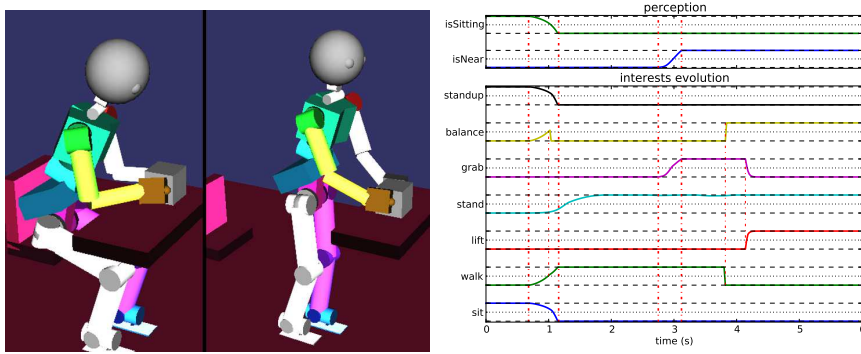 perception
isSitting
isNear
interests evolution
standup
balance
grab
stand
lift
walk
sit
0 1 2 3 4 5 6
time (s)